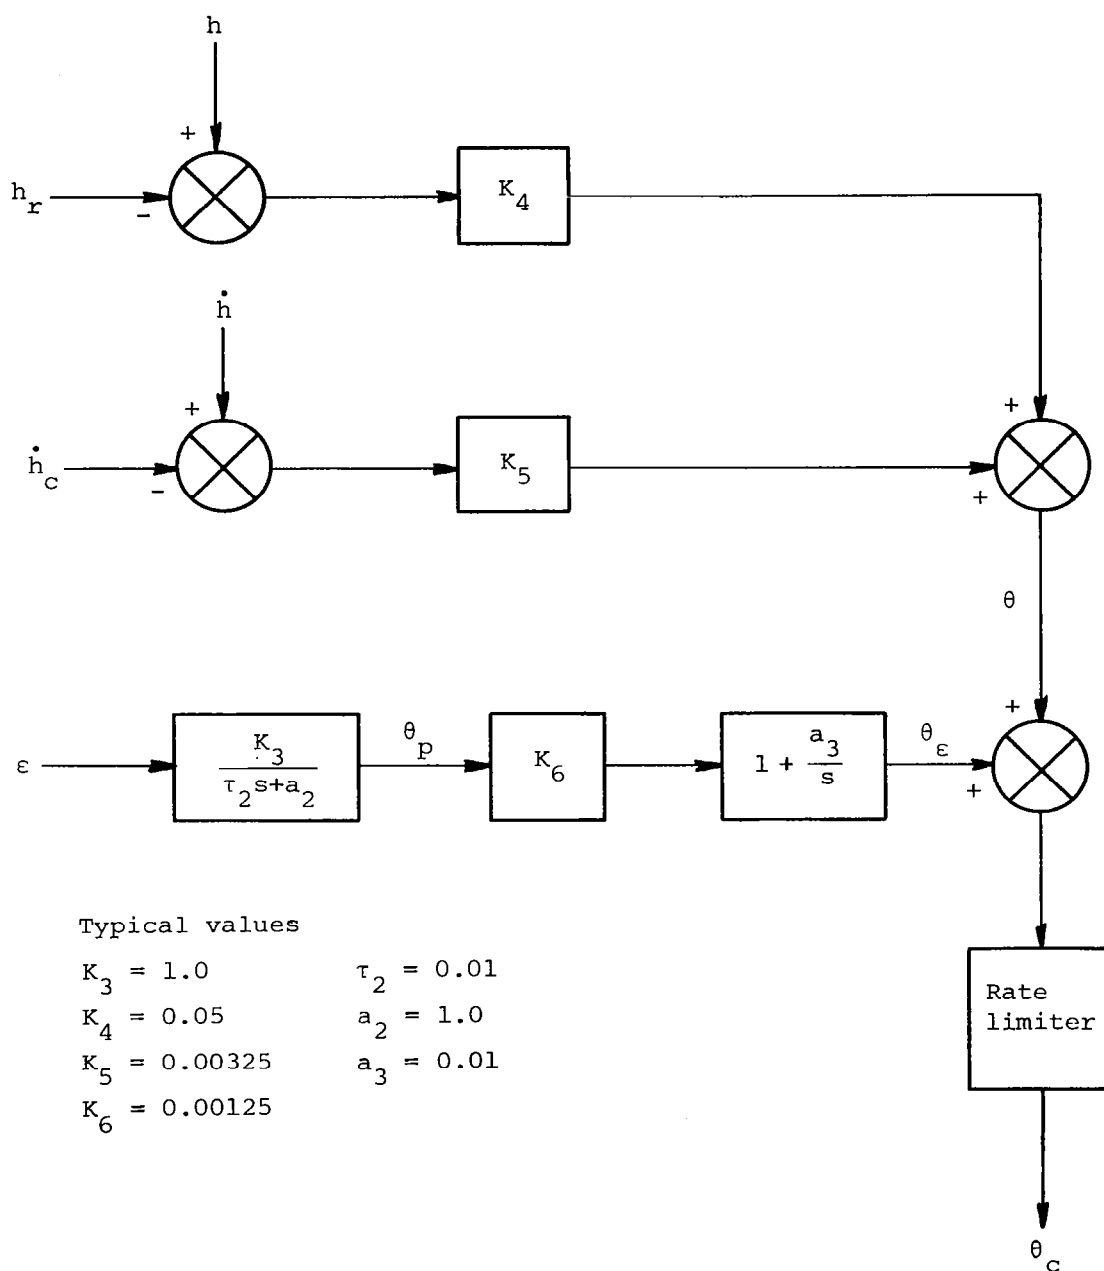 h
+
h_r
-
K_4
ḣ
+
ḣ_c
-
K_5
+
+
θ
+
ε
K_3
τ_2 s+a_2
θ_p
K_6
1 + a_3/s
θ_ε
+
Typical values
K_3 = 1.0 τ_2 = 0.01
K_4 = 0.05 a_2 = 1.0
K_5 = 0.00325 a_3 = 0.01
K_6 = 0.00125
Rate
limiter
θ_c